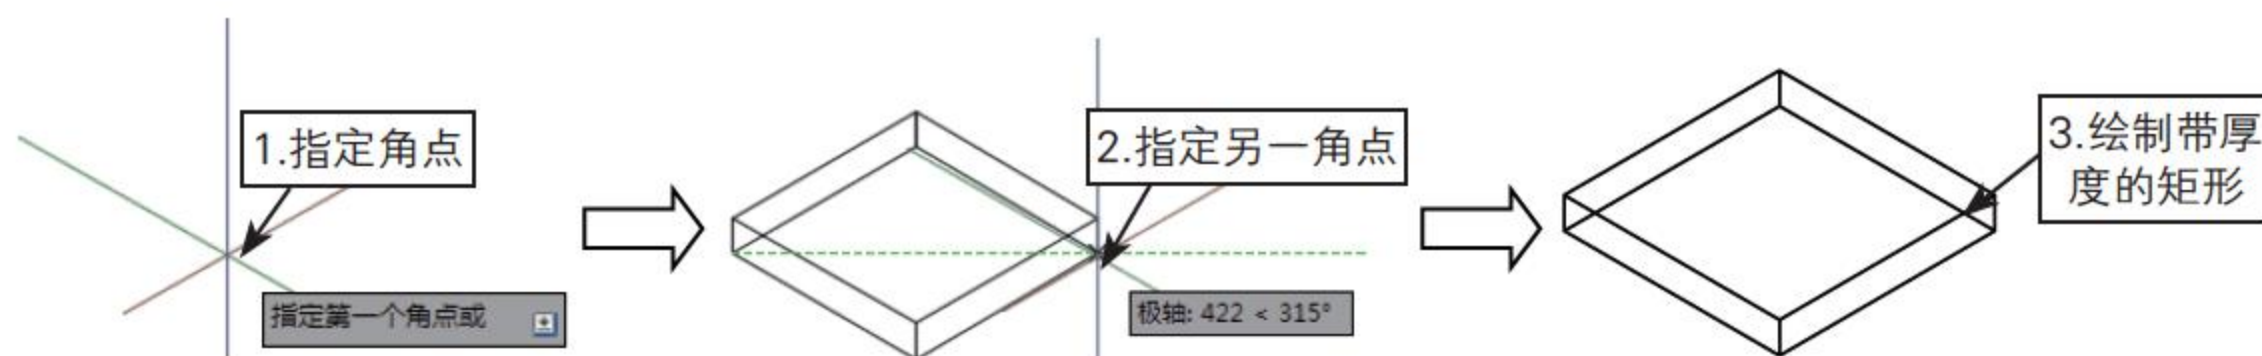 1.指定角点
指定第一个角点或
2.指定另一角点
极轴: 422 < 315°
3.绘制带厚
度的矩形